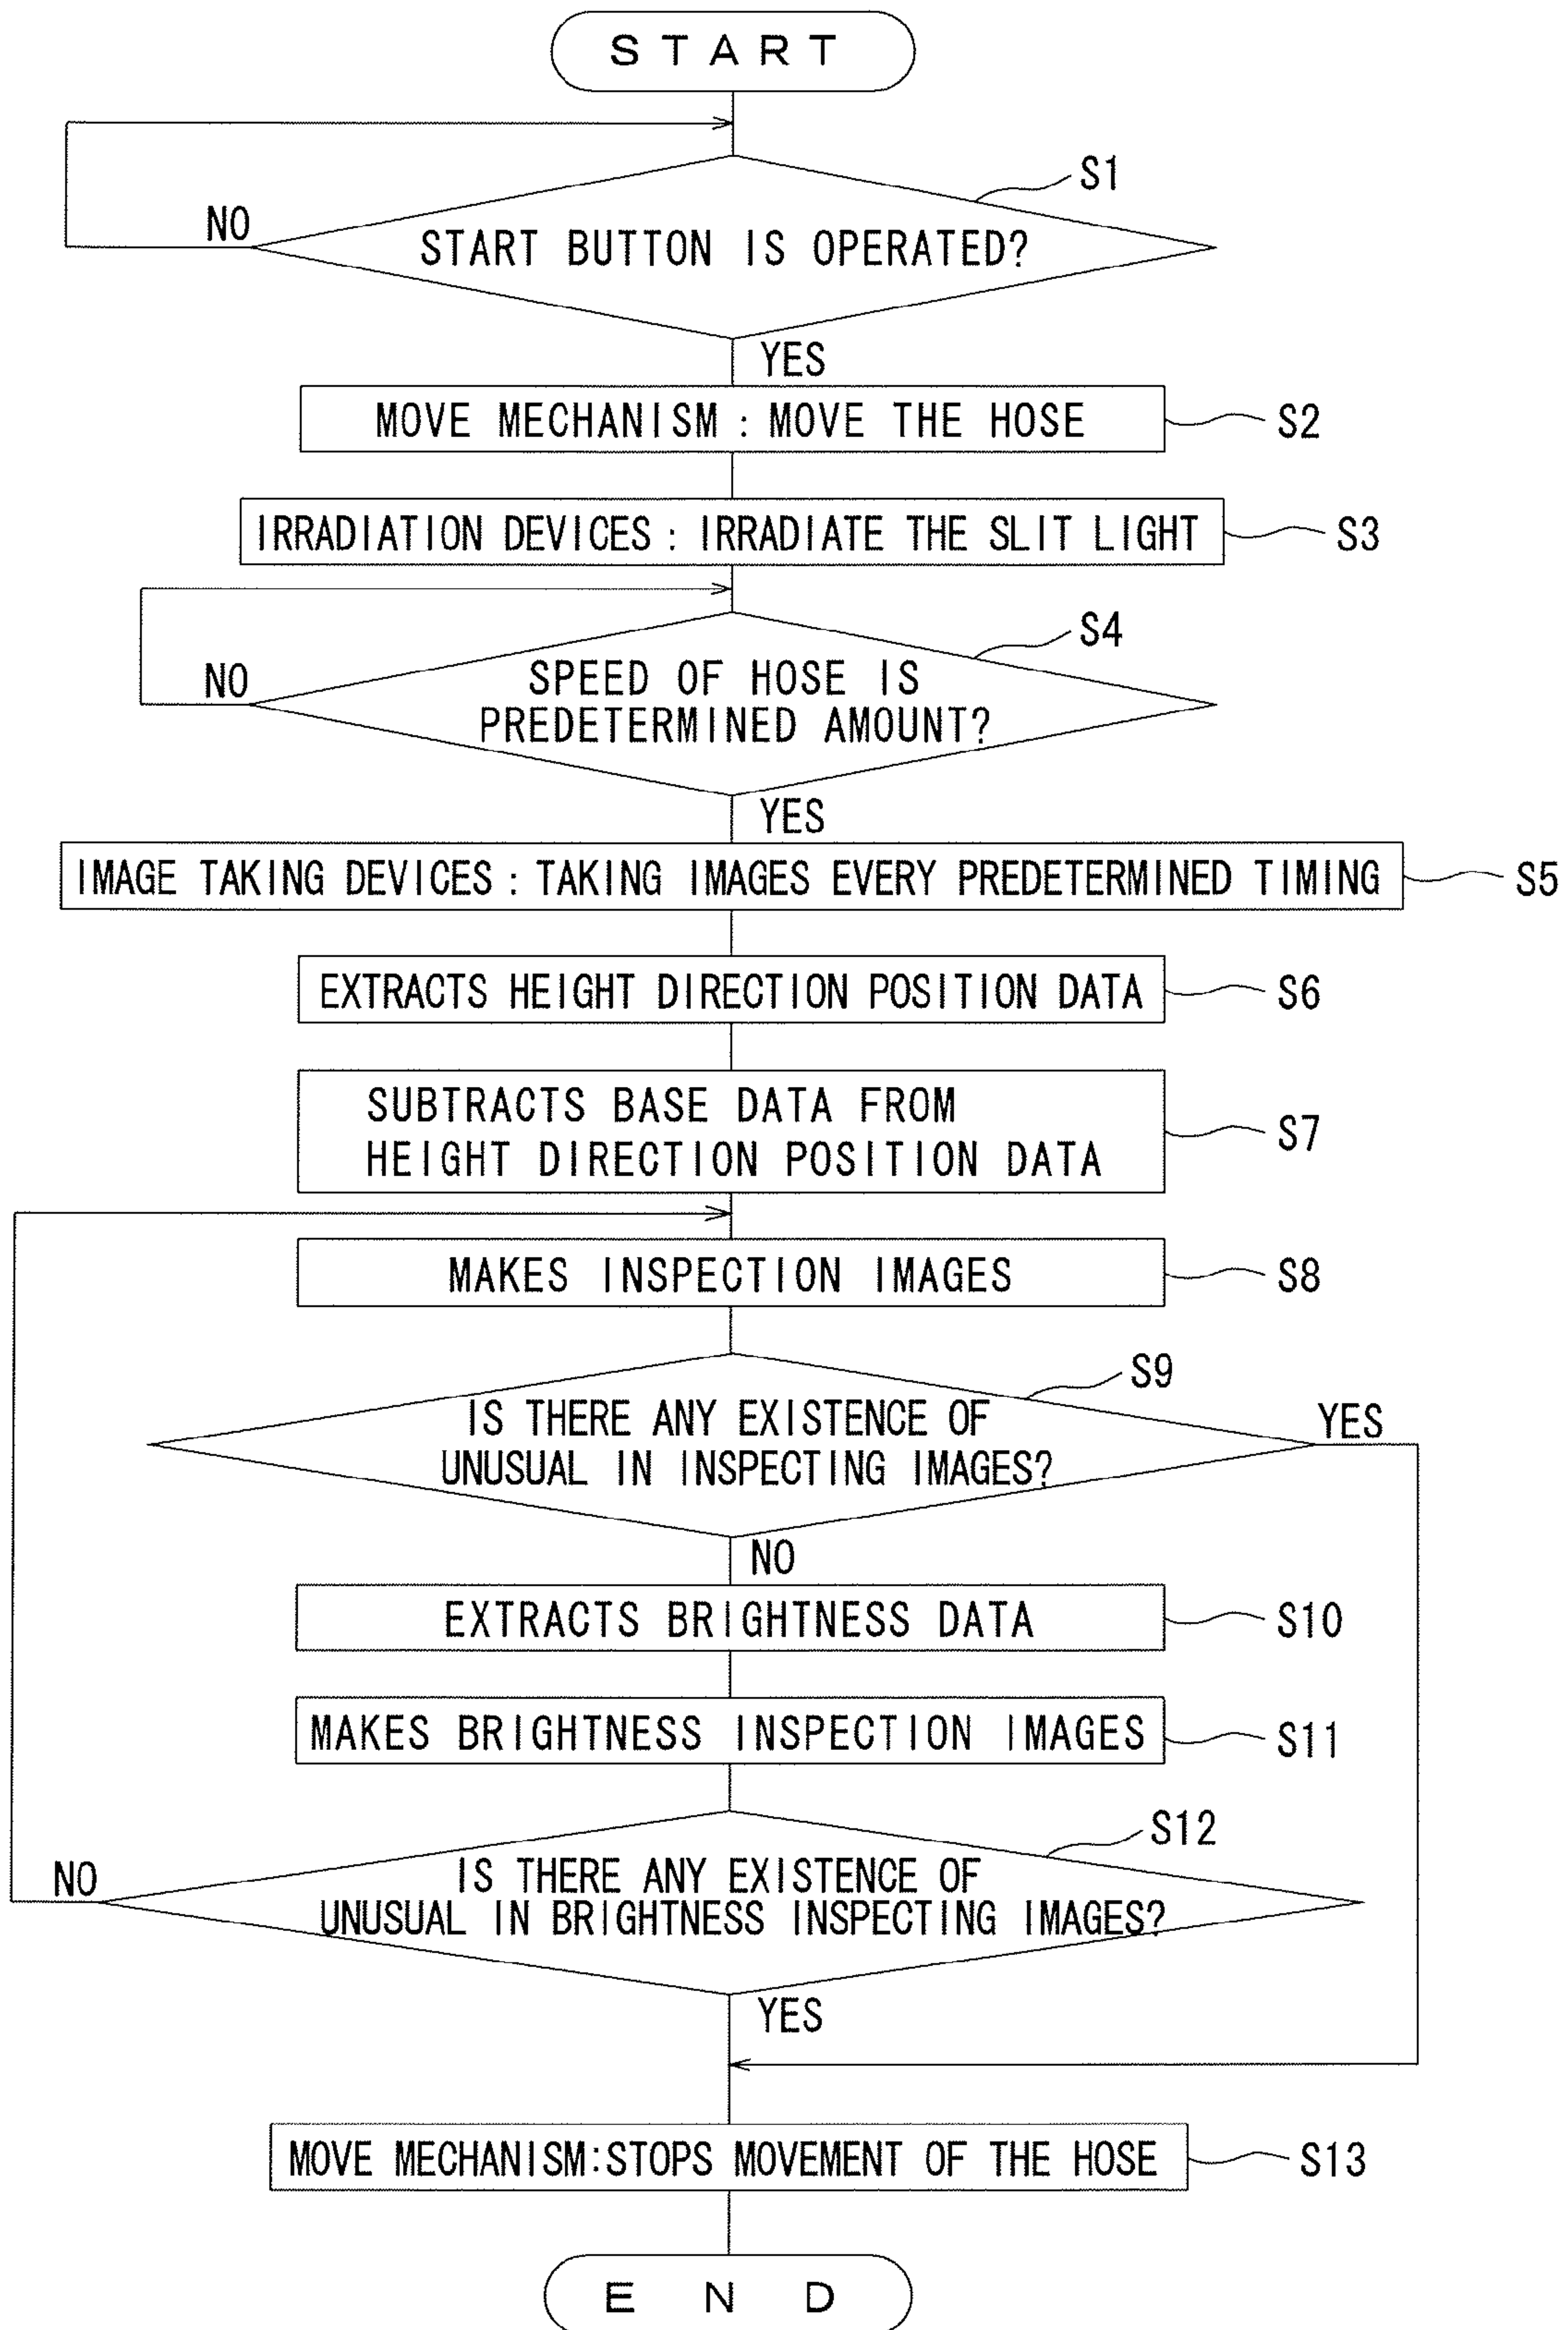 START
S1
NO
START BUTTON IS OPERATED?
YES
MOVE MECHANISM : MOVE THE HOSE
S2
IRRADIATION DEVICES : IRRADIATE THE SLIT LIGHT
S3
S4
NO
SPEED OF HOSE IS
PREDETERMINED AMOUNT?
YES
IMAGE TAKING DEVICES : TAKING IMAGES EVERY PREDETERMINED TIMING
S5
EXTRACTS HEIGHT DIRECTION POSITION DATA
S6
SUBTRACTS BASE DATA FROM
HEIGHT DIRECTION POSITION DATA
S7
MAKES INSPECTION IMAGES
S8
S9
IS THERE ANY EXISTENCE OF
UNUSUAL IN INSPECTING IMAGES?
YES
NO
EXTRACTS BRIGHTNESS DATA
S10
MAKES BRIGHTNESS INSPECTION IMAGES
S11
S12
NO
IS THERE ANY EXISTENCE OF
UNUSUAL IN BRIGHTNESS INSPECTING IMAGES?
YES
MOVE MECHANISM:STOPS MOVEMENT OF THE HOSE
S13
END